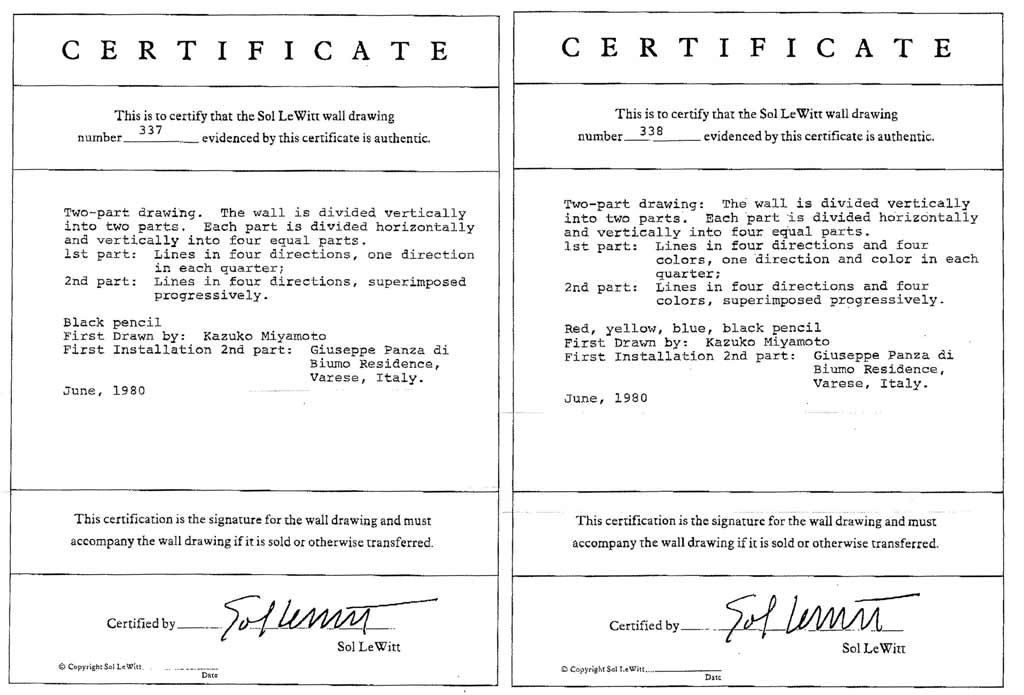 CERTIFICATE
This is to certify that the Sol LeWitt wall drawing
number 337 evidenced by this certificate is authentic.
Two-part drawing. The wall is divided vertically
into two parts. Each part is divided horizontally
and vertically into four equal parts.
1st part: Lines in four directions, one direction
in each quarter;
2nd part: Lines in four directions, superimposed
progressively.
Black pencil
First Drawn by: Kazuko Miyamoto
First Installation 2nd part: Giuseppe Panza di
Biumo Residence,
Varese, Italy.
June, 1980
This certification is the signature for the wall drawing and must
accompany the wall drawing if it is sold or otherwise transferred.
Certified by Sol LeWitt
Sol LeWitt
© Copyright Sol LeWitt
Date
CERTIFICATE
This is to certify that the Sol LeWitt wall drawing
number 338 evidenced by this certificate is authentic.
Two-part drawing: The wall is divided vertically
into two parts. Each part is divided horizontally
and vertically into four equal parts.
1st part: Lines in four directions and four
colors, one direction and color in each
quarter;
2nd part: Lines in four directions and four
colors, superimposed progressively.
Red, yellow, blue, black pencil
First Drawn by: Kazuko Miyamoto
First Installation 2nd part: Giuseppe Panza di
Biumo Residence,
Varese, Italy.
June, 1980
This certification is the signature for the wall drawing and must
accompany the wall drawing if it is sold or otherwise transferred.
Certified by Sol LeWitt
Sol LeWitt
© Copyright Sol LeWitt
Date